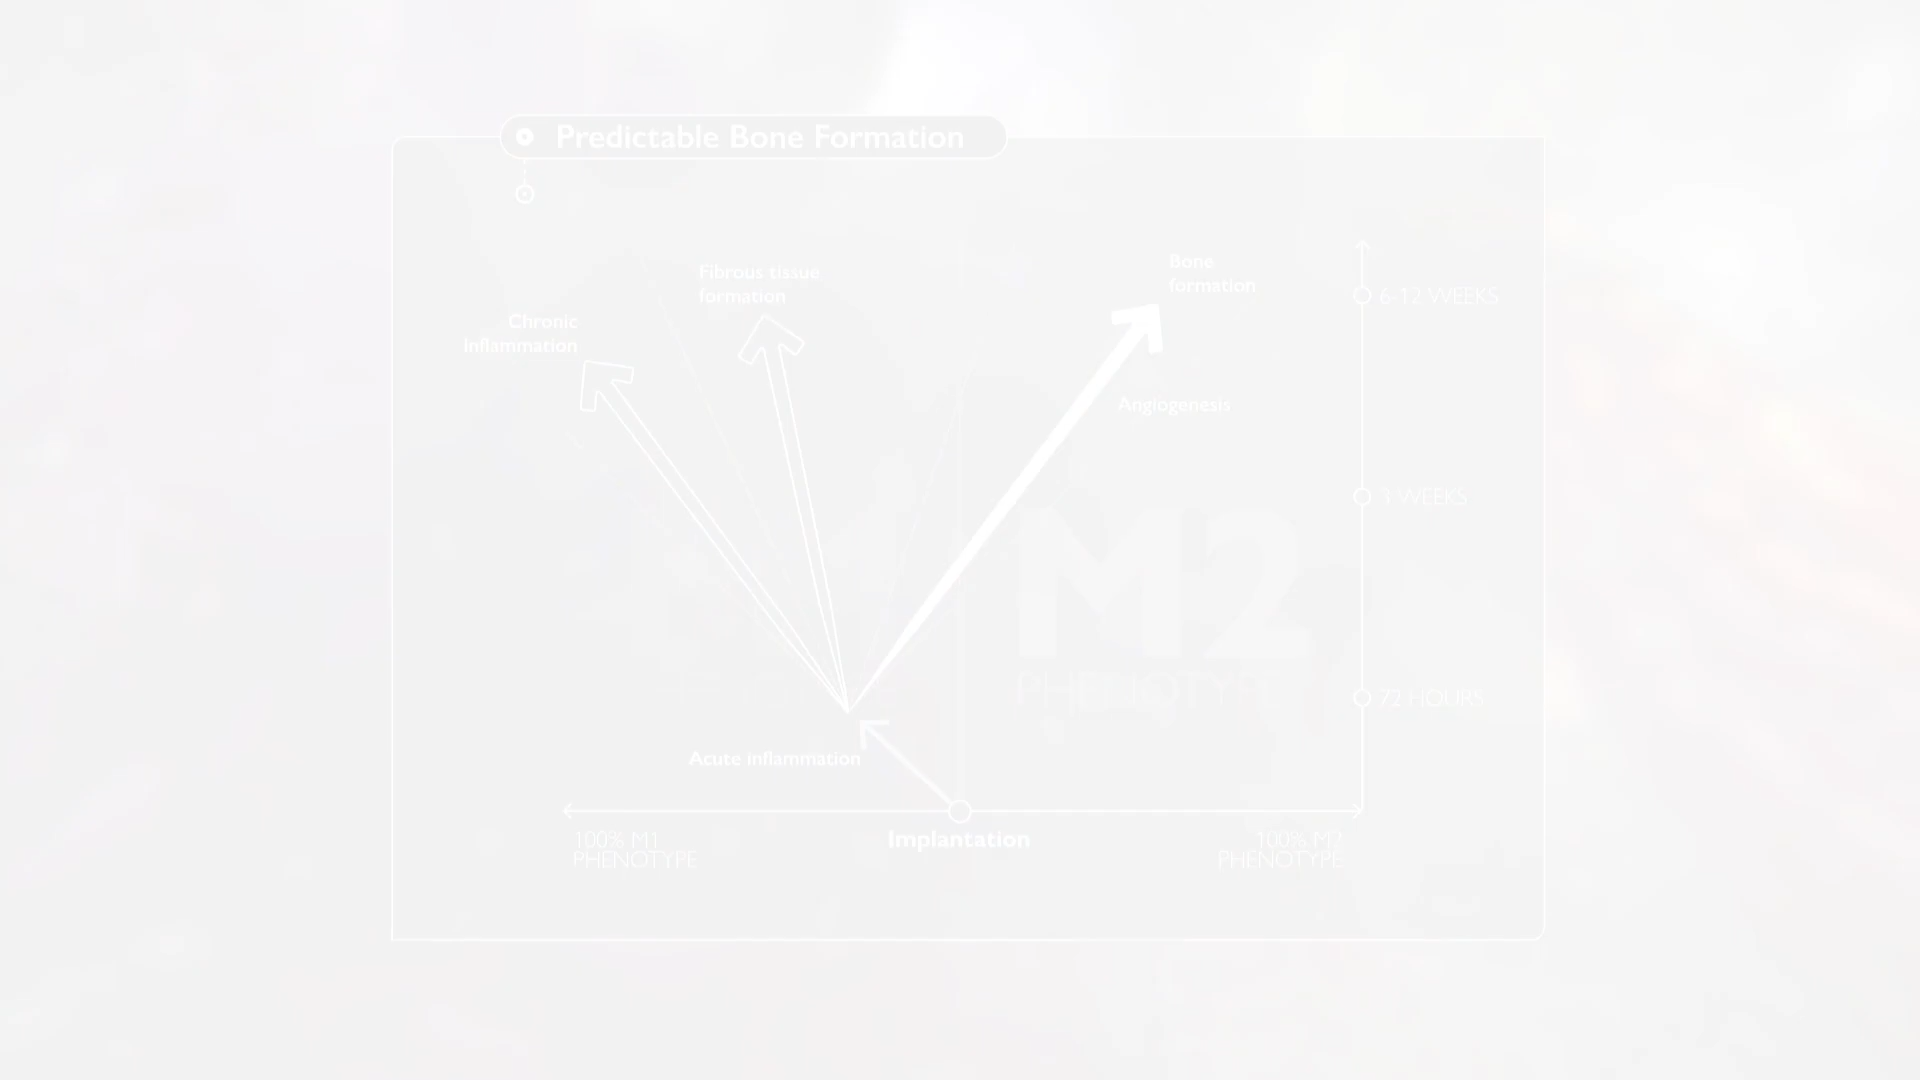 Predictable Bone Formation
Bone
formation
Fibrous tissue
formation
6-12 WEEKS
Chronic
inflammation
Angiogenesis
3 WEEKS
M2
PHENOTYPE
72 HOURS
Acute inflammation
Implantation
100% M1
PHENOTYPE
100% M2
PHENOTYPE